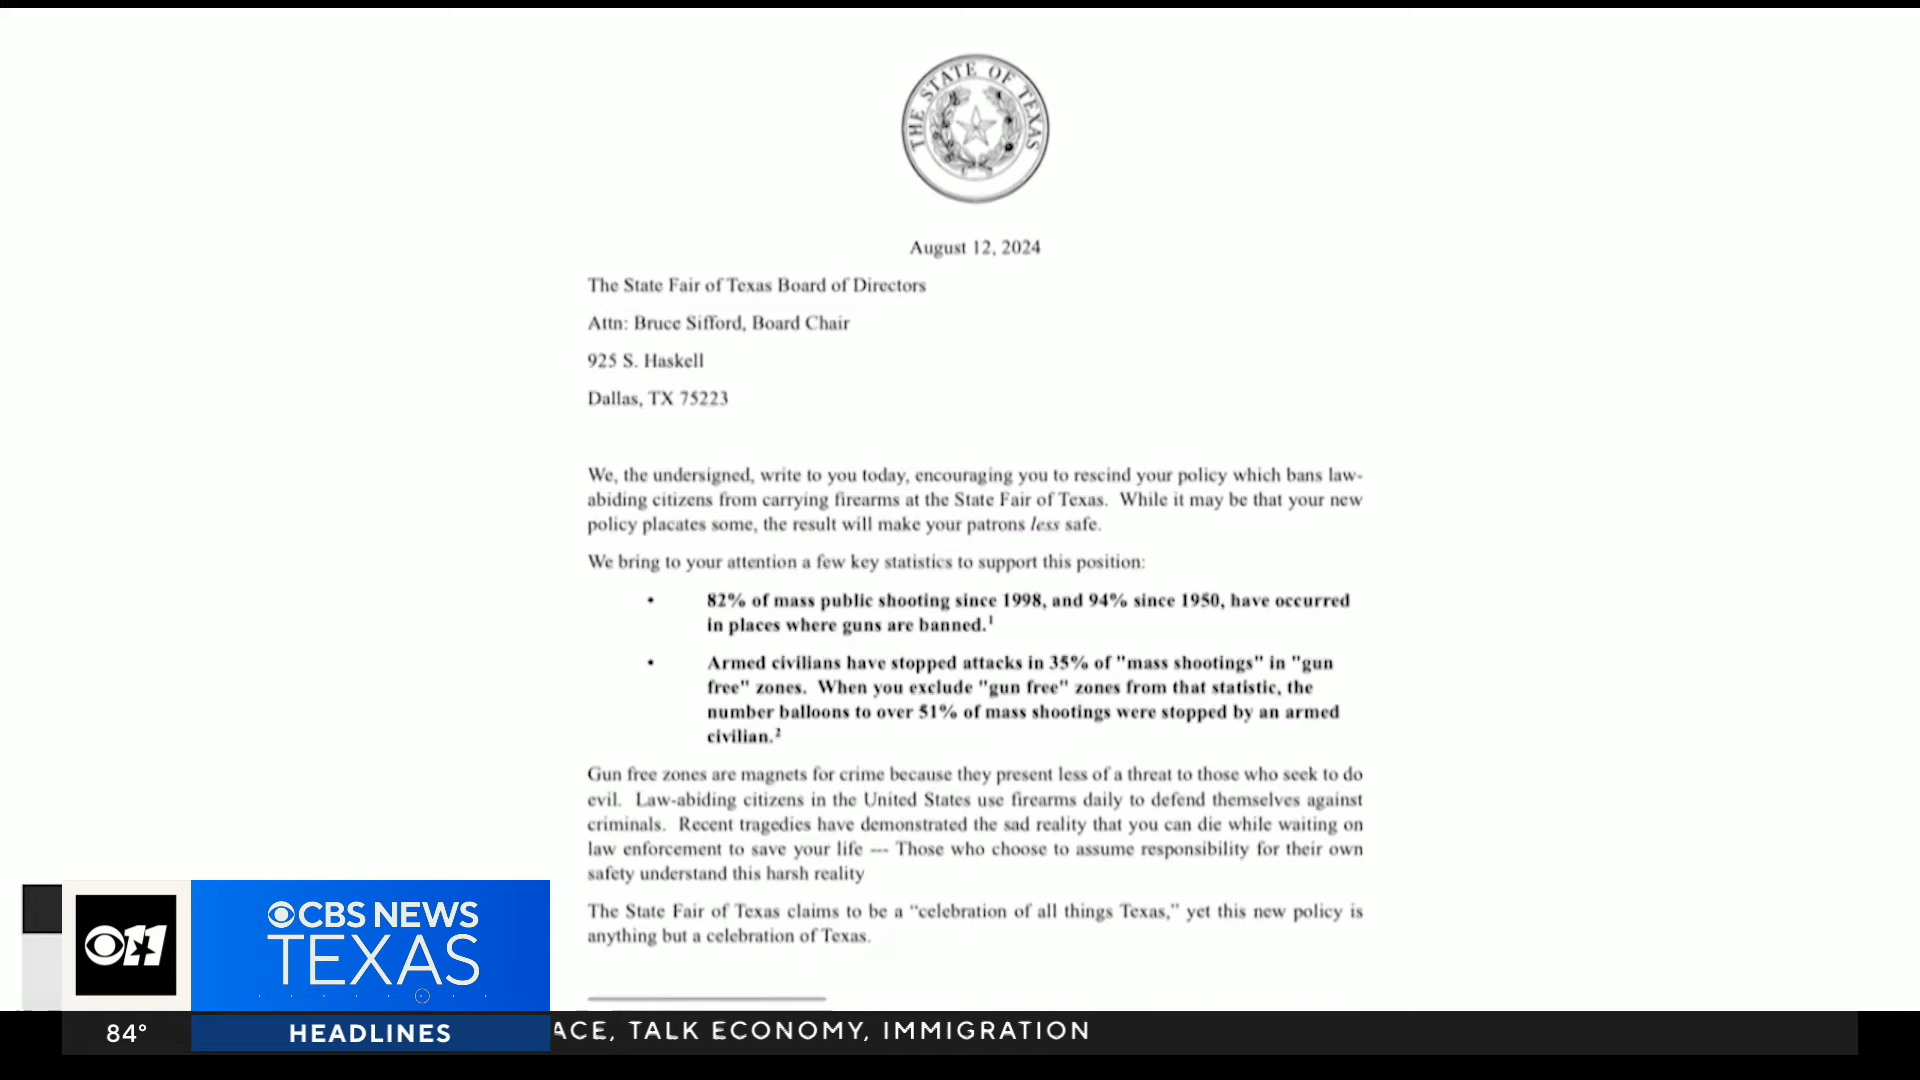 THE STATE OF TEXAS
August 12, 2024
The State Fair of Texas Board of Directors
Attn: Bruce Sifford, Board Chair
925 S. Haskell
Dallas, TX 75223
We, the undersigned, write to you today, encouraging you to rescind your policy which bans law-
abiding citizens from carrying firearms at the State Fair of Texas.  While it may be that your new
policy placates some, the result will make your patrons less safe.
We bring to your attention a few key statistics to support this position:
• 82% of mass public shooting since 1998, and 94% since 1950, have occurred
in places where guns are banned.1
• Armed civilians have stopped attacks in 35% of "mass shootings" in "gun
free" zones.  When you exclude "gun free" zones from that statistic, the
number balloons to over 51% of mass shootings were stopped by an armed
civilian.2
Gun free zones are magnets for crime because they present less of a threat to those who seek to do
evil.  Law-abiding citizens in the United States use firearms daily to defend themselves against
criminals.  Recent tragedies have demonstrated the sad reality that you can die while waiting on
law enforcement to save your life --- Those who choose to assume responsibility for their own
safety understand this harsh reality
The State Fair of Texas claims to be a “celebration of all things Texas,” yet this new policy is
anything but a celebration of Texas.
11
CBS NEWS
TEXAS
84°
HEADLINES
ACE, TALK ECONOMY, IMMIGRATION